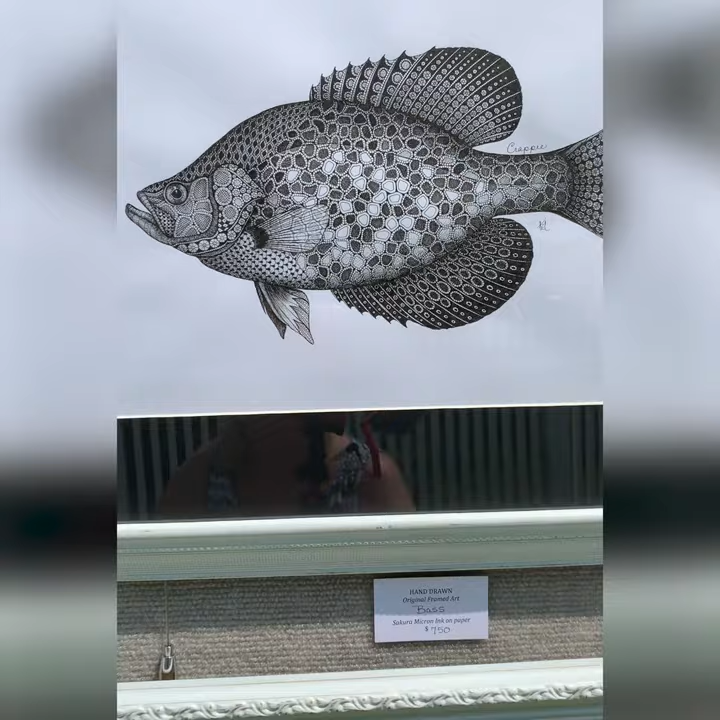 Crappie
HAND DRAWN
Original Framed Art
Bass
Sakura Micron Ink on paper
$750